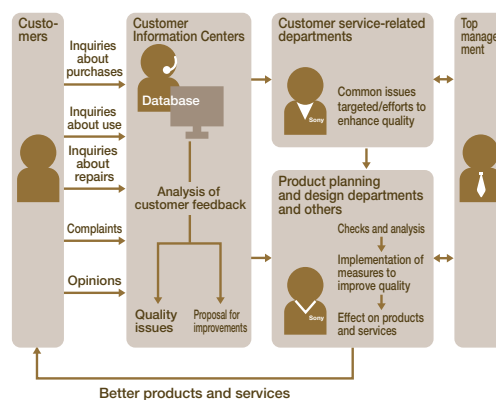 Custo-
mers
Inquiries
about
purchases
Inquiries
about use
Inquiries
about
repairs
Complaints
Opinions
Customer
Information Centers
Database
Analysis of
customer feedback
Quality
issues
Proposal for
improvements
Customer service-related
departments
Common issues
targeted/efforts to
enhance quality
Sony
Product planning
and design departments
and others
Checks and analysis
Implementation of
measures to
improve quality
Effect on products
and services
Sony
Top
manage
ment
Better products and services